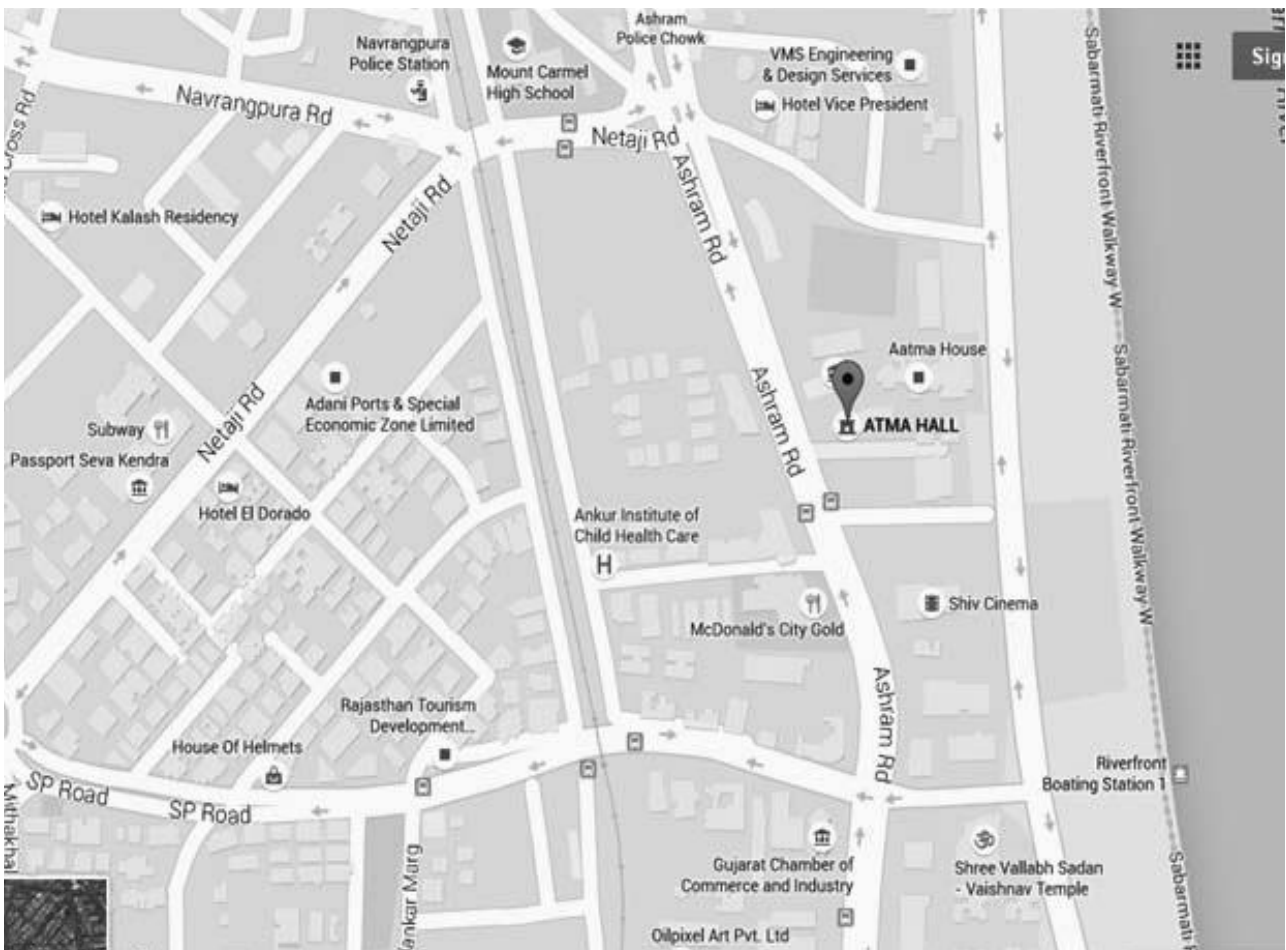 Ashram
Police Chowk
Navrangpura
Police Station
Mount Carmel
High School
VMS Engineering
& Design Services
Hotel Vice President
Navrangpura Rd
Netaji Rd
Cross Rd
Sabarmati Riverfront Walkway W
River
Sig
Hotel Kalash Residency
Netaji Rd
Ashram Rd
Aatma House
ATMA HALL
Adani Ports & Special
Economic Zone Limited
Ashram Rd
Sabarmati Riverfront Walkway W
Subway
Netaji Rd
Passport Seva Kendra
Hotel El Dorado
Ankur Institute of
Child Health Care
H
McDonald's City Gold
Shiv Cinema
Ashram Rd
Rajasthan Tourism
Development...
House Of Helmets
SP Road
SP Road
Riverfront
Boating Station 1
Nithakhal
ankar Marg
Gujarat Chamber of
Commerce and Industry
Shree Vallabh Sadan
- Vaishnav Temple
Sabarmati
Oilpixel Art Pvt. Ltd